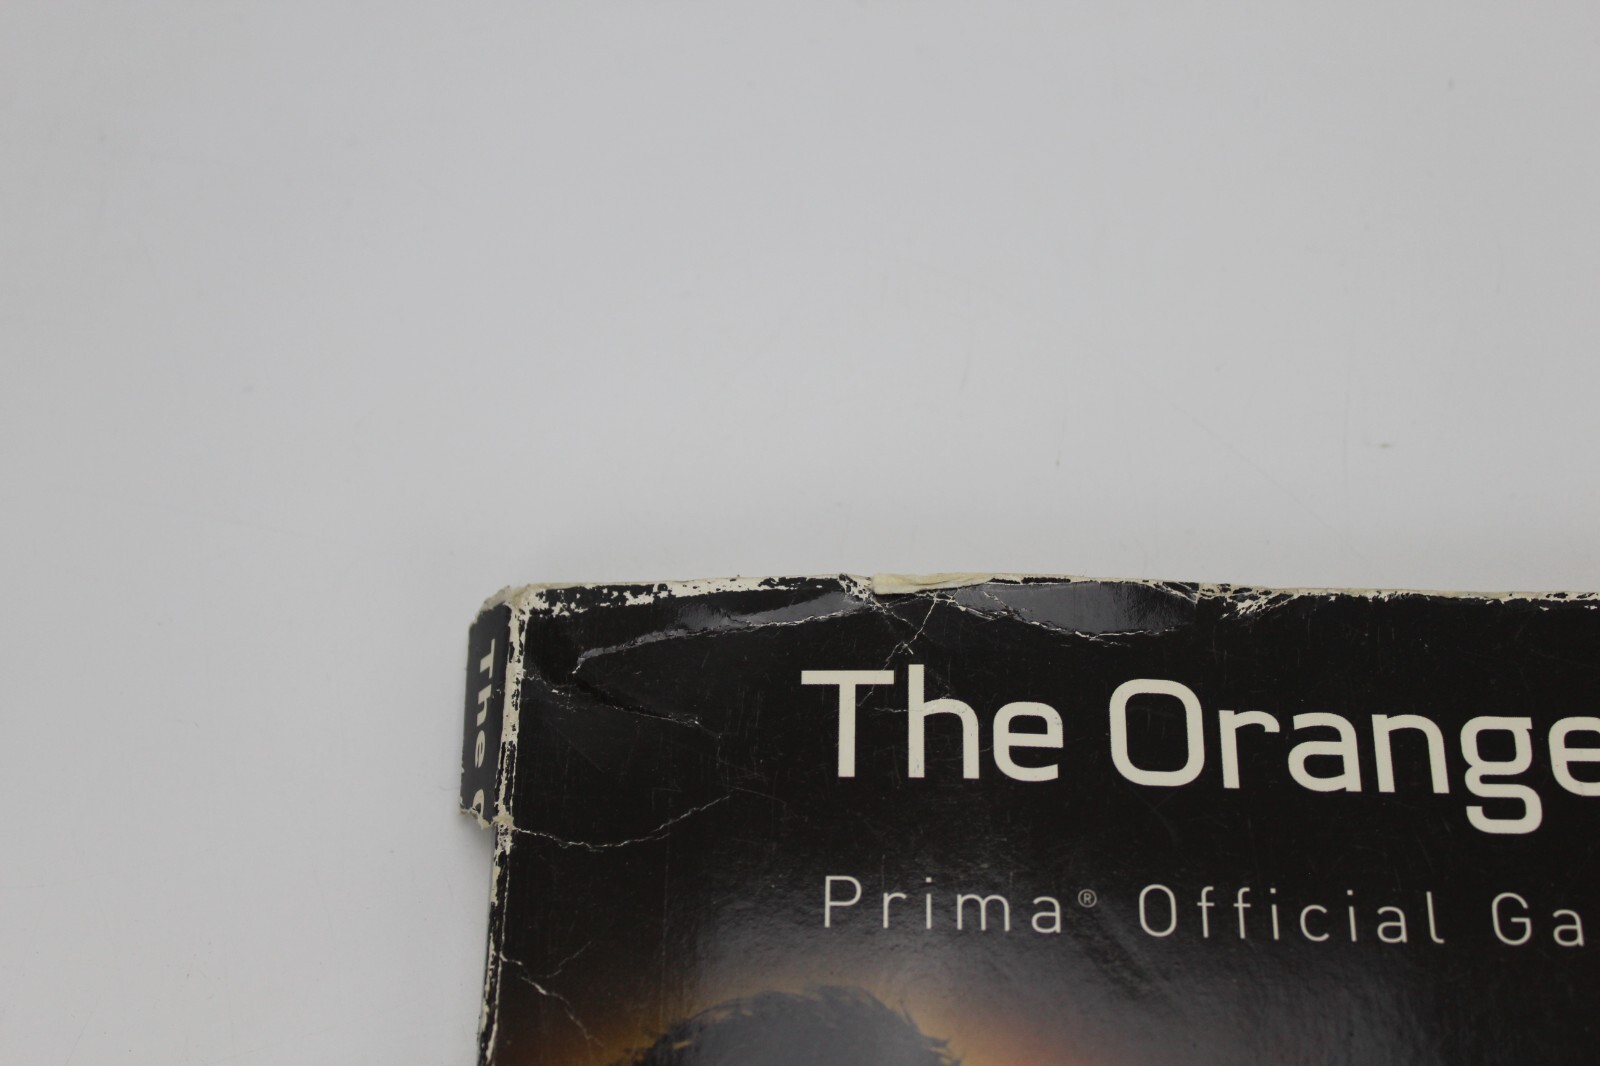 The Orange
Prima® Official Ga
The